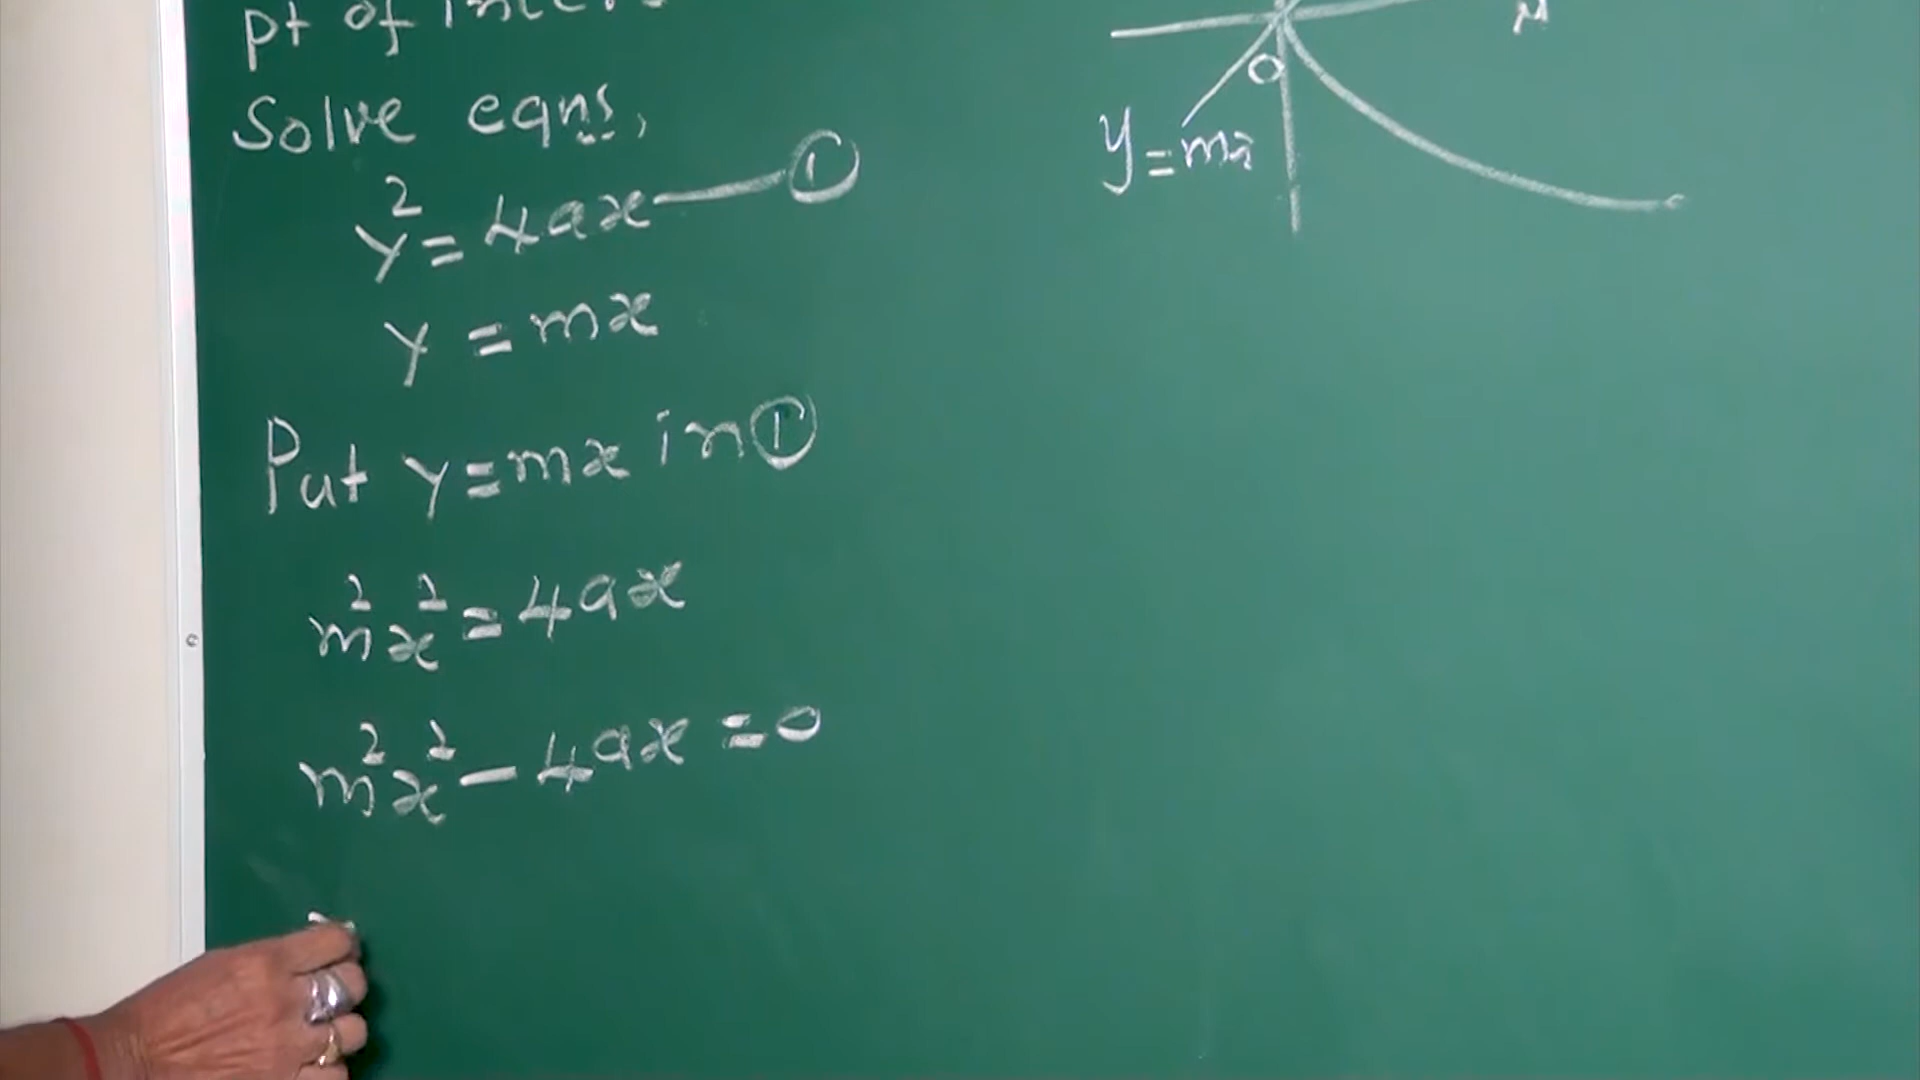 pt of
Solve eqns,
y² = 4ax — ①
y = mx
Put y = mx in ①
m²x² = 4ax
m²x² - 4ax = 0
O
y = mx